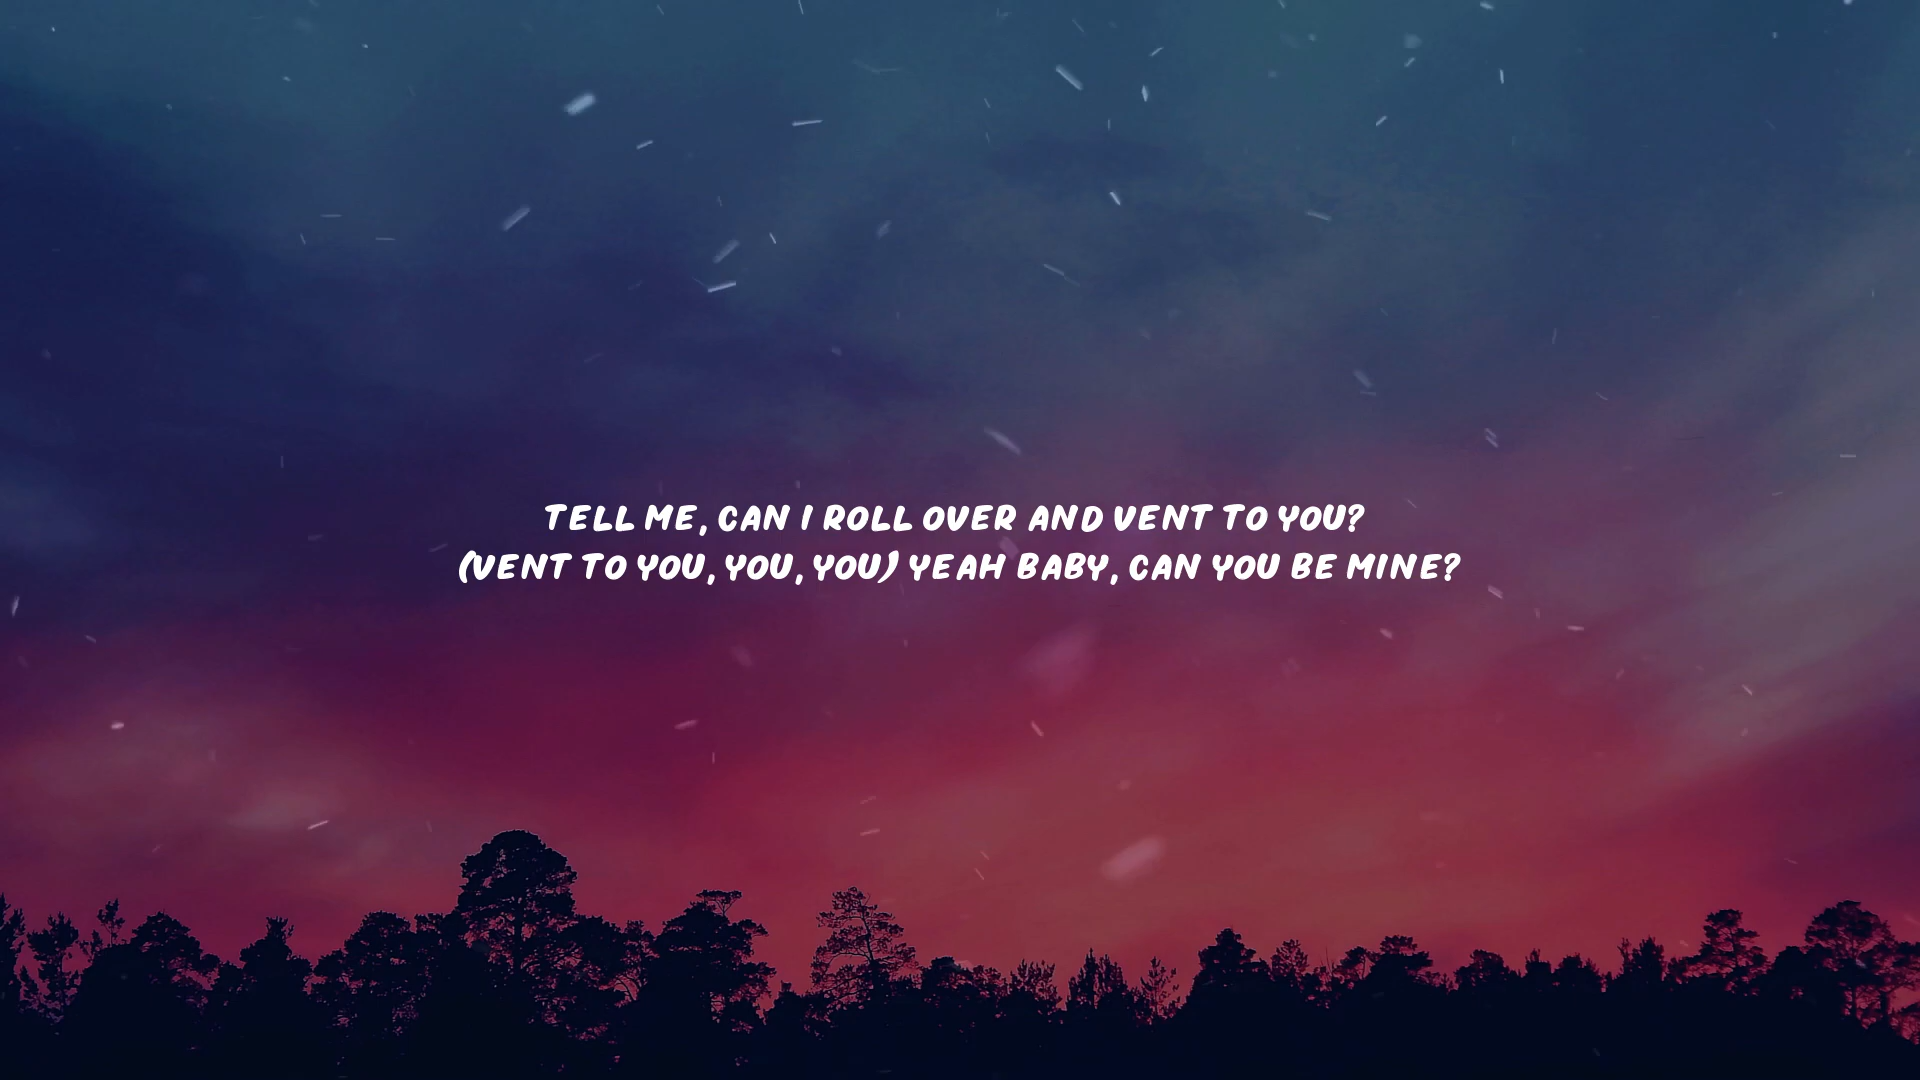 TELL ME, CAN I ROLL OVER AND VENT TO YOU?
(VENT TO YOU, YOU, YOU) YEAH BABY, CAN YOU BE MINE?